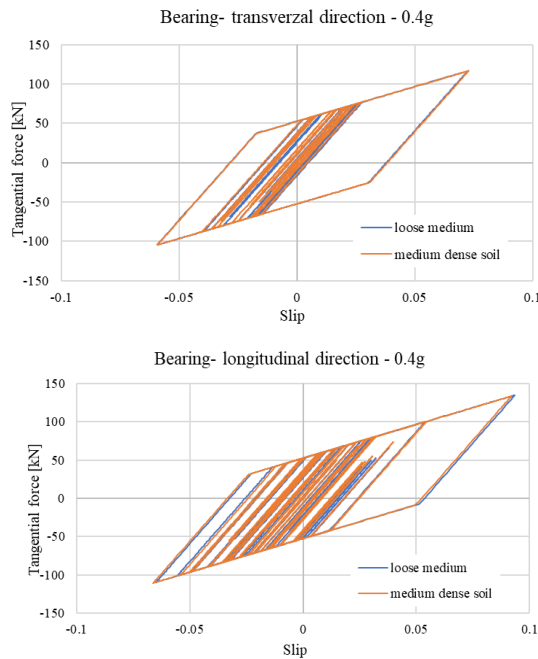 Bearing- transverzal direction - 0.4g
150
100
50
0
-50
-100
-150
Tangential force [kN]
loose medium
medium dense soil
-0.1
-0.05
0
0.05
0.1
Slip
Bearing- longitudinal direction - 0.4g
150
100
50
0
-50
-100
-150
Tangential force [kN]
loose medium
medium dense soil
-0.1
-0.05
0
0.05
0.1
Slip